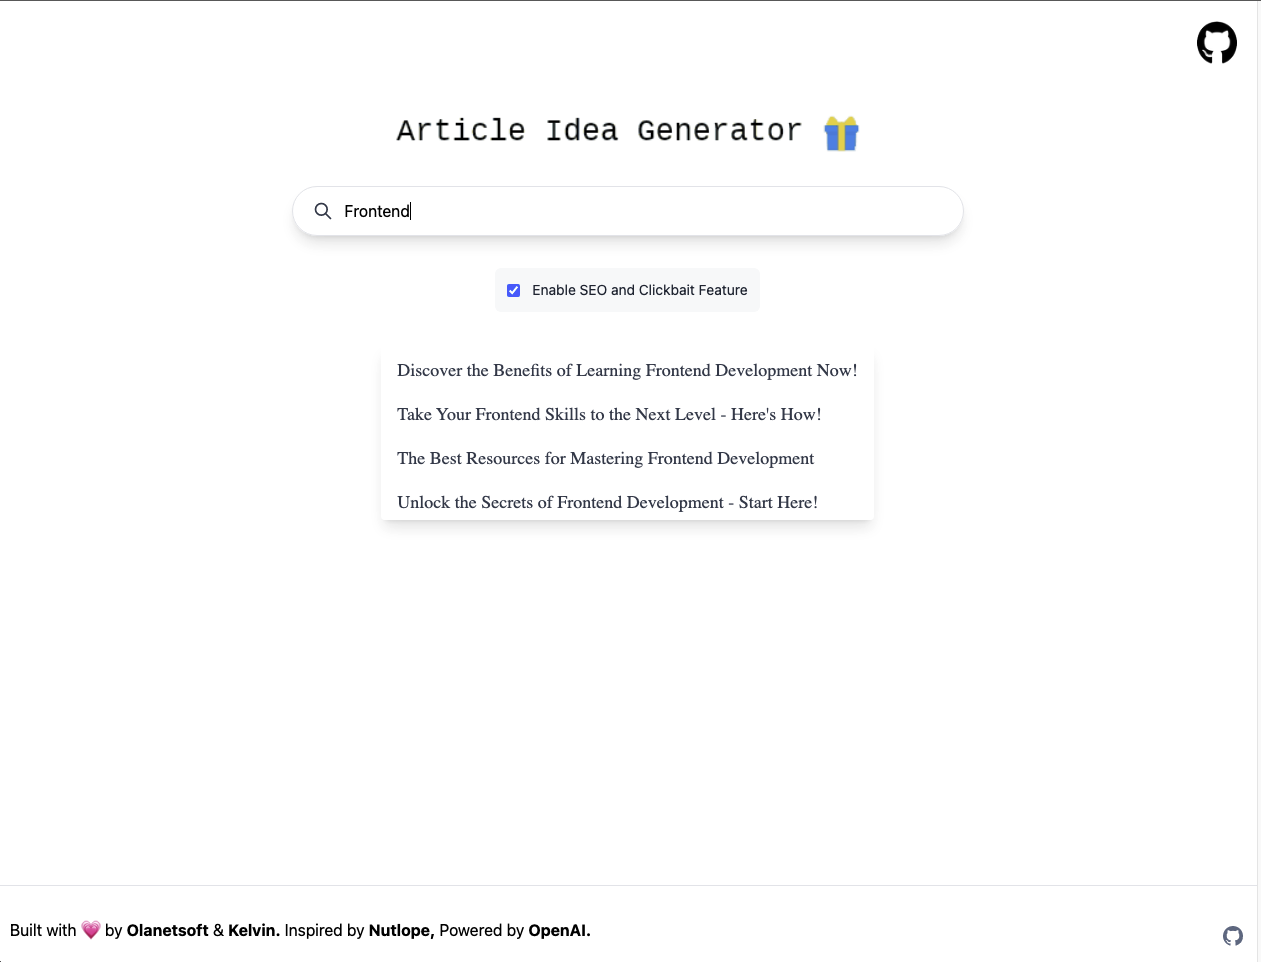 Article Idea Generator
Frontend
Enable SEO and Clickbait Feature
Discover the Benefits of Learning Frontend Development Now!
Take Your Frontend Skills to the Next Level - Here's How!
The Best Resources for Mastering Frontend Development
Unlock the Secrets of Frontend Development - Start Here!
Built with 💗 by Olanetsoft & Kelvin. Inspired by Nutlope, Powered by OpenAI.